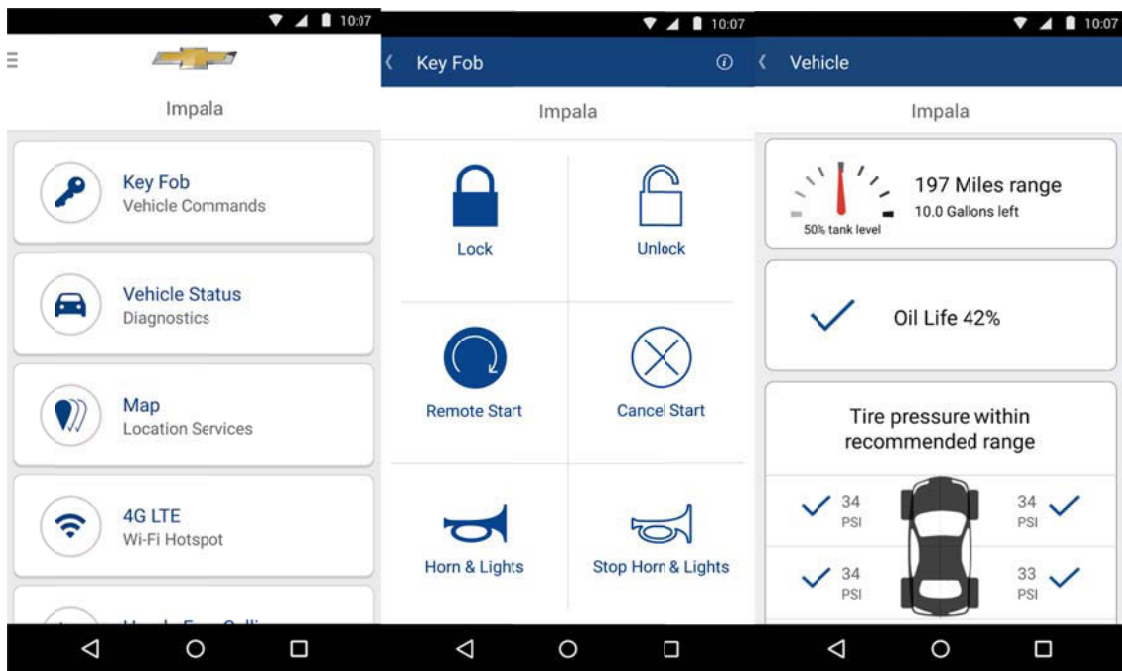 10:07
Impala
Key Fob
Vehicle Commands
Vehicle Status
Diagnostics
Map
Location Services
4G LTE
Wi-Fi Hotspot
10:07
Key Fob
Impala
Lock
Unlock
Remote Start
Cancel Start
Horn & Lights
Stop Horn & Lights
10:07
Vehicle
Impala
197 Miles range
10.0 Gallons left
50% tank level
Oil Life 42%
Tire pressure within
recommended range
34
PSI
34
PSI
34
PSI
33
PSI